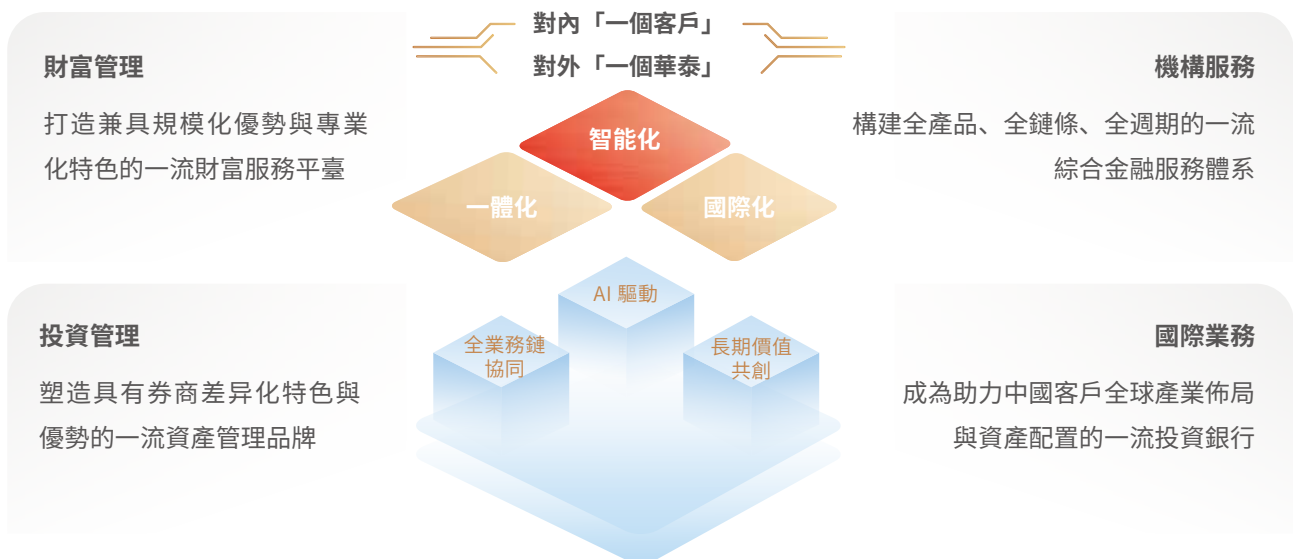 對內「一個客戶」
對外「一個華泰」
財富管理
打造兼具規模化優勢與專業
化特色的一流財富服務平臺
機構服務
構建全產品、全鏈條、全週期的一流
綜合金融服務體系
智能化
一體化
國際化
AI 驅動
全業務鏈
協同
長期價值
共創
投資管理
塑造具有券商差异化特色與
優勢的一流資產管理品牌
國際業務
成為助力中國客戶全球產業佈局
與資產配置的一流投資銀行